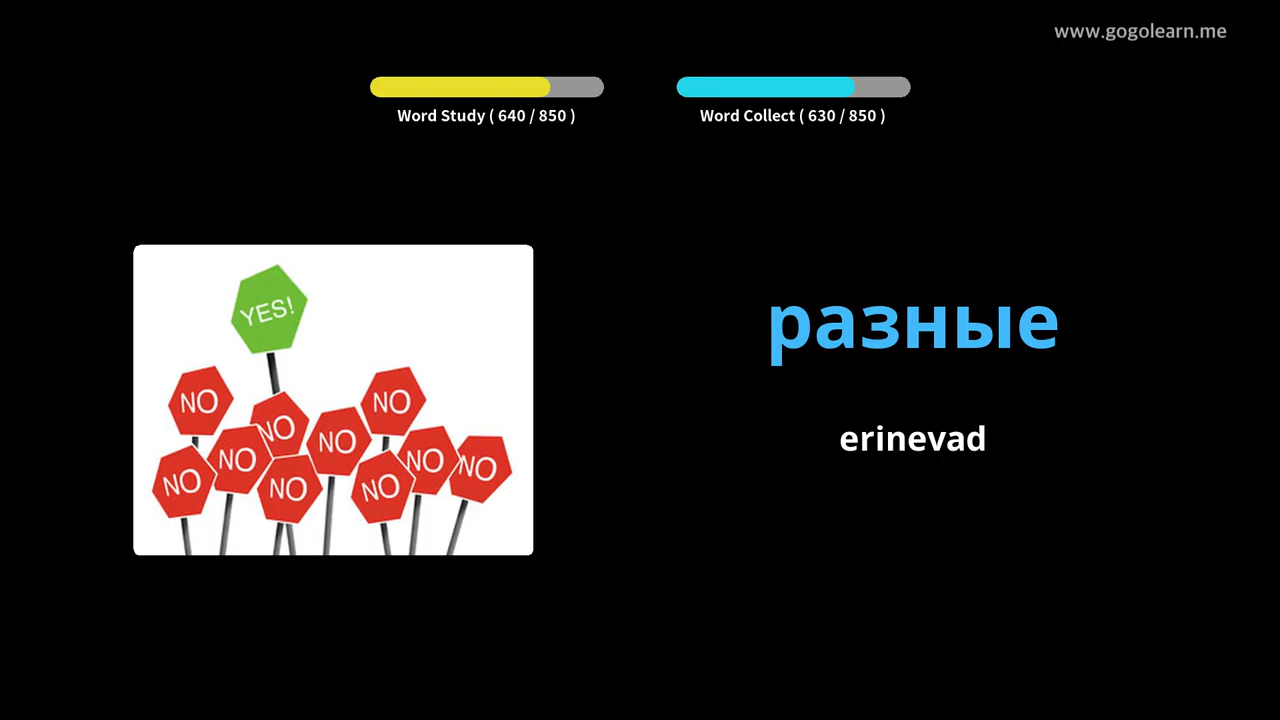 www.gogolearn.me
Word Study ( 640 / 850 )
Word Collect ( 630 / 850 )
YES!
NO
NO
NO
NO
NO
NO
NO
NO
NO
NO
разные
erinevad